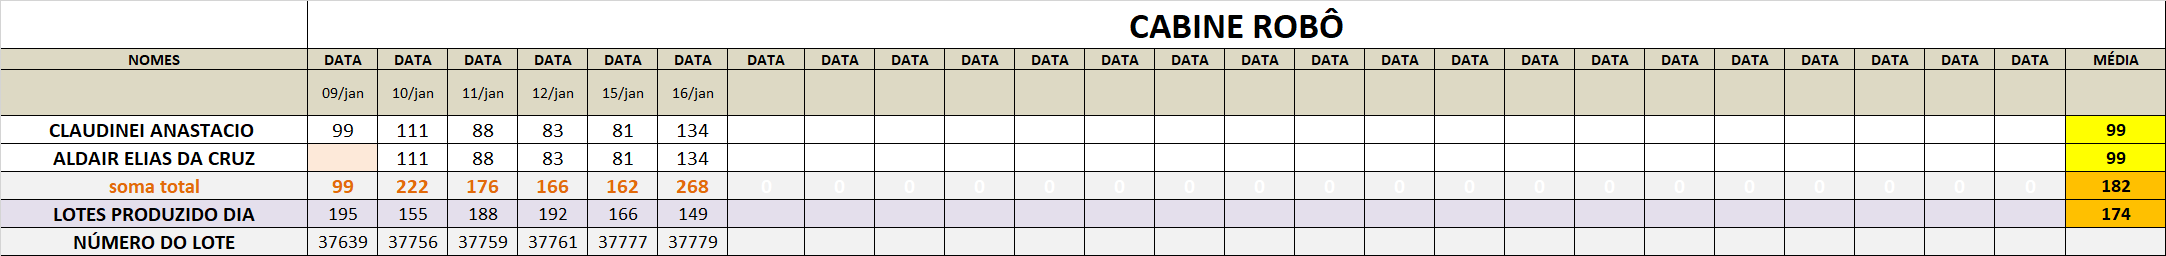 CABINE ROBÔ
NOMES DATA DATA DATA DATA DATA DATA DATA DATA DATA DATA DATA DATA DATA DATA DATA DATA DATA DATA DATA DATA DATA DATA DATA DATA DATA MÉDIA
09/jan 10/jan 11/jan 12/jan 15/jan 16/jan
CLAUDINEI ANASTACIO 99 111 88 83 81 134 99
ALDAIR ELIAS DA CRUZ 111 88 83 81 134 99
soma total 99 222 176 166 162 268 0 0 0 0 0 0 0 0 0 0 0 0 0 0 0 0 0 0 0 182
LOTES PRODUZIDO DIA 195 155 188 192 166 149 174
NÚMERO DO LOTE 37639 37756 37759 37761 37777 37779